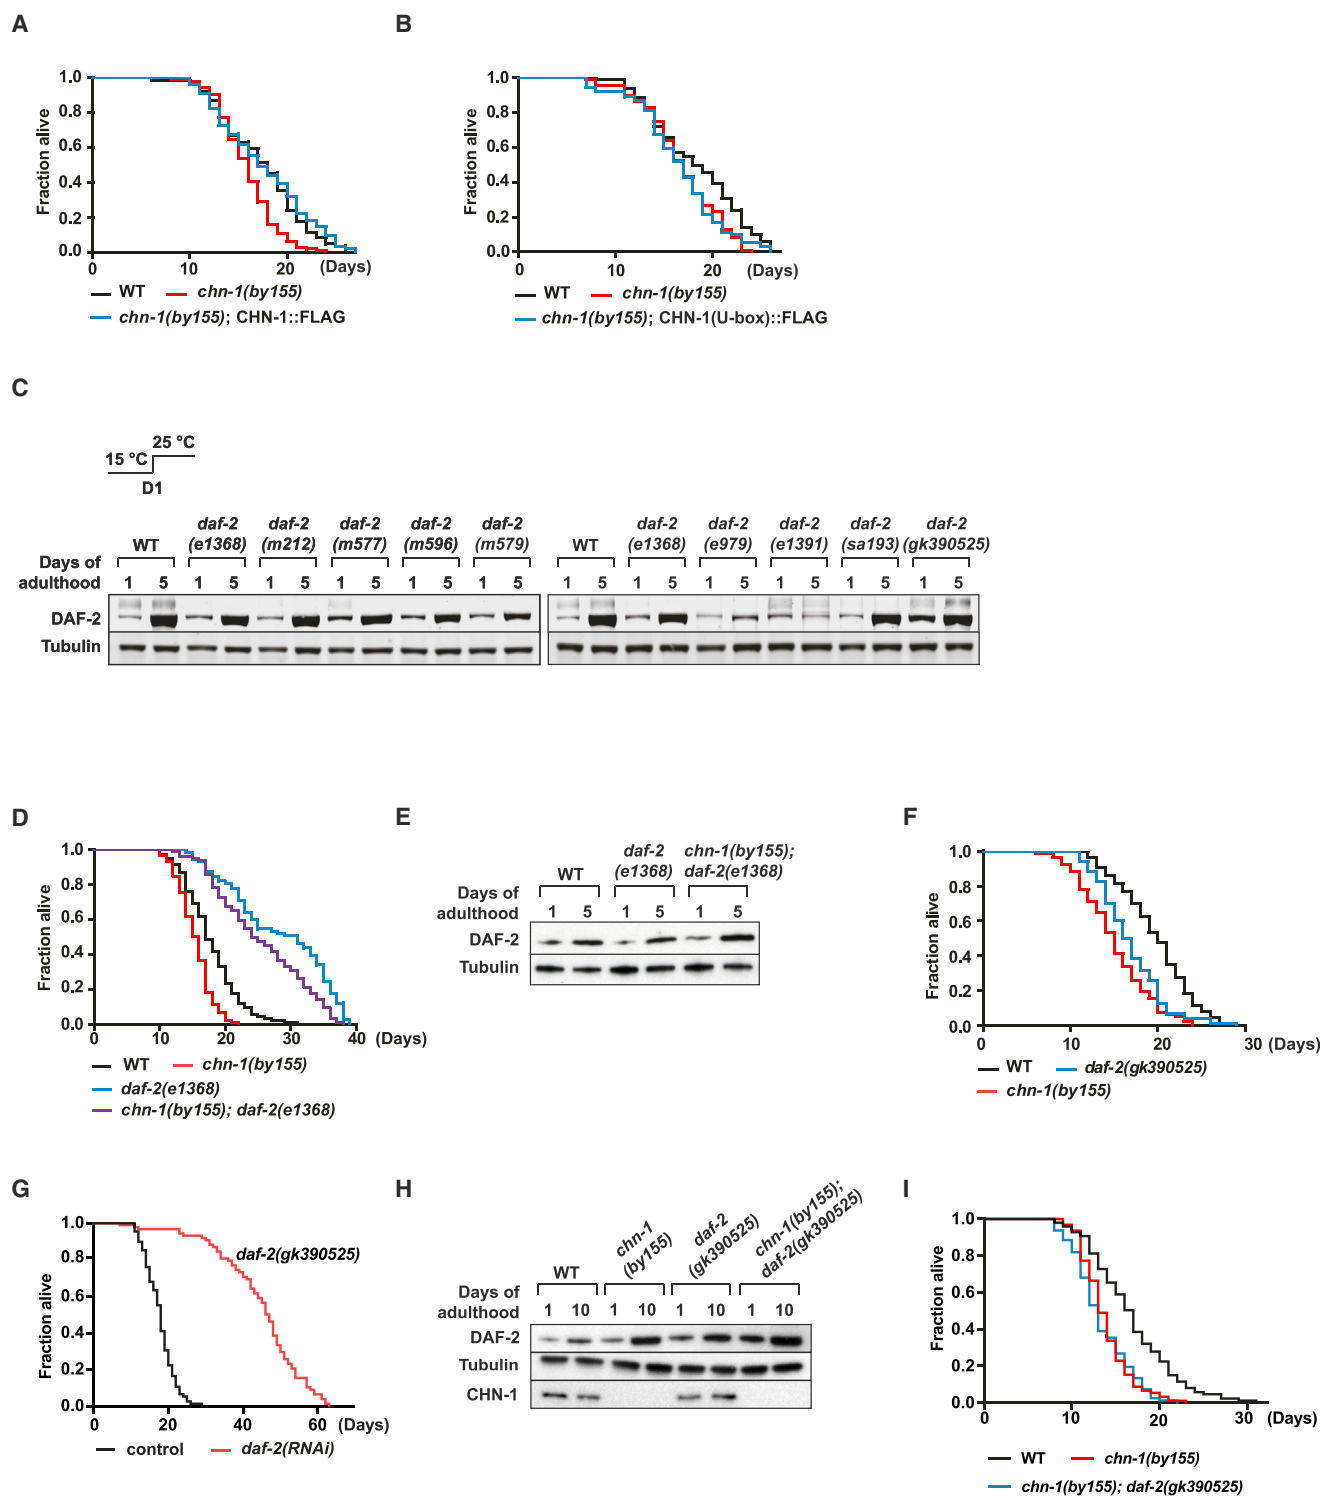 A
Fraction alive
1.0
0.8
0.6
0.4
0.2
0.0
0 10 20 (Days)
WT chn-1(by155)
chn-1(by155); CHN-1::FLAG
B
Fraction alive
1.0
0.8
0.6
0.4
0.2
0.0
0 10 20 (Days)
WT chn-1(by155)
chn-1(by155); CHN-1(U-box)::FLAG
C
25 °C
15 °C
D1
daf-2 daf-2 daf-2 daf-2 daf-2 daf-2 daf-2 daf-2 daf-2 daf-2
WT (e1368) (m212) (m577) (m596) (m579) WT (e1368) (e979) (e1391) (sa193) (gk390525)
Days of
adulthood 1 5 1 5 1 5 1 5 1 5 1 5 1 5 1 5 1 5 1 5 1 5 1 5
DAF-2
Tubulin
D
Fraction alive
1.0
0.8
0.6
0.4
0.2
0.0
0 10 20 30 40 (Days)
WT chn-1(by155)
daf-2(e1368)
chn-1(by155); daf-2(e1368)
E
daf-2 chn-1(by155);
WT (e1368) daf-2(e1368)
Days of
adulthood 1 5 1 5 1 5
DAF-2
Tubulin
F
Fraction alive
1.0
0.8
0.6
0.4
0.2
0.0
0 10 20 30 (Days)
WT daf-2(gk390525)
chn-1(by155)
G
Fraction alive
1.0
0.8
0.6
0.4
0.2
0.0
daf-2(gk390525)
0 20 40 60 (Days)
control daf-2(RNAi)
H
WT
chn-1
(by155)
daf-2
(gk390525)
chn-1(by155);
daf-2(gk390525)
Days of
adulthood 1 10 1 10 1 10 1 10
DAF-2
Tubulin
CHN-1
I
Fraction alive
1.0
0.8
0.6
0.4
0.2
0.0
0 10 20 30 (Days)
WT chn-1(by155)
chn-1(by155); daf-2(gk390525)